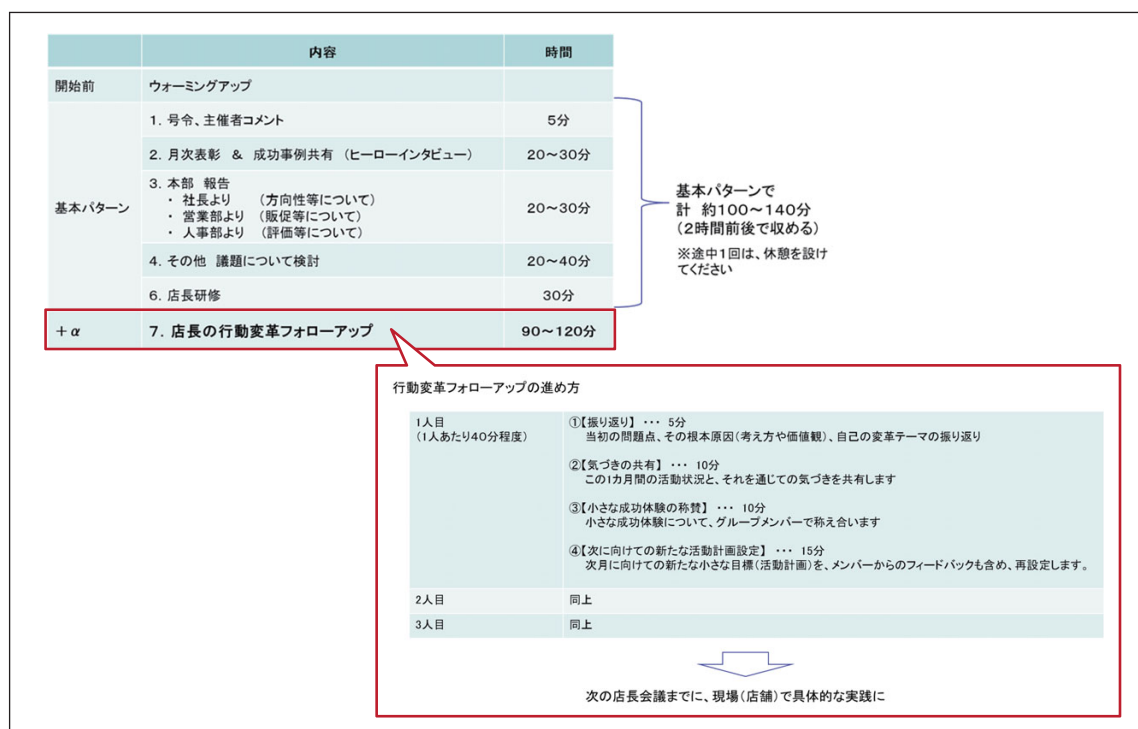 内容 時間
開始前 ウォーミングアップ
基本パターン
1. 号令、主催者コメント 5分
2. 月次表彰 & 成功事例共有 (ヒーローインタビュー) 20～30分
3. 本部 報告
・ 社長より (方向性等について)
・ 営業部より (販促等について)
・ 人事部より (評価等について)
20～30分
4. その他 議題について検討 20～40分
6. 店長研修 30分
+α 7. 店長の行動変革フォローアップ 90～120分
基本パターンで
計 約100～140分
(2時間前後で収める)
※途中1回は、休憩を設け
てください
行動変革フォローアップの進め方
1人目
(1人あたり40分程度)
①【振り返り】 ・・・ 5分
当初の問題点、その根本原因(考え方や価値観)、自己の変革テーマの振り返り
②【気づきの共有】 ・・・ 10分
この1カ月間の活動状況と、それを通じての気づきを共有します
③【小さな成功体験の称賛】 ・・・ 10分
小さな成功体験について、グループメンバーで称え合います
④【次に向けての新たな活動計画設定】 ・・・ 15分
次月に向けての新たな小さな目標(活動計画)を、メンバーからのフィードバックも含め、再設定します。
2人目 同上
3人目 同上
次の店長会議までに、現場(店舗)で具体的な実践に